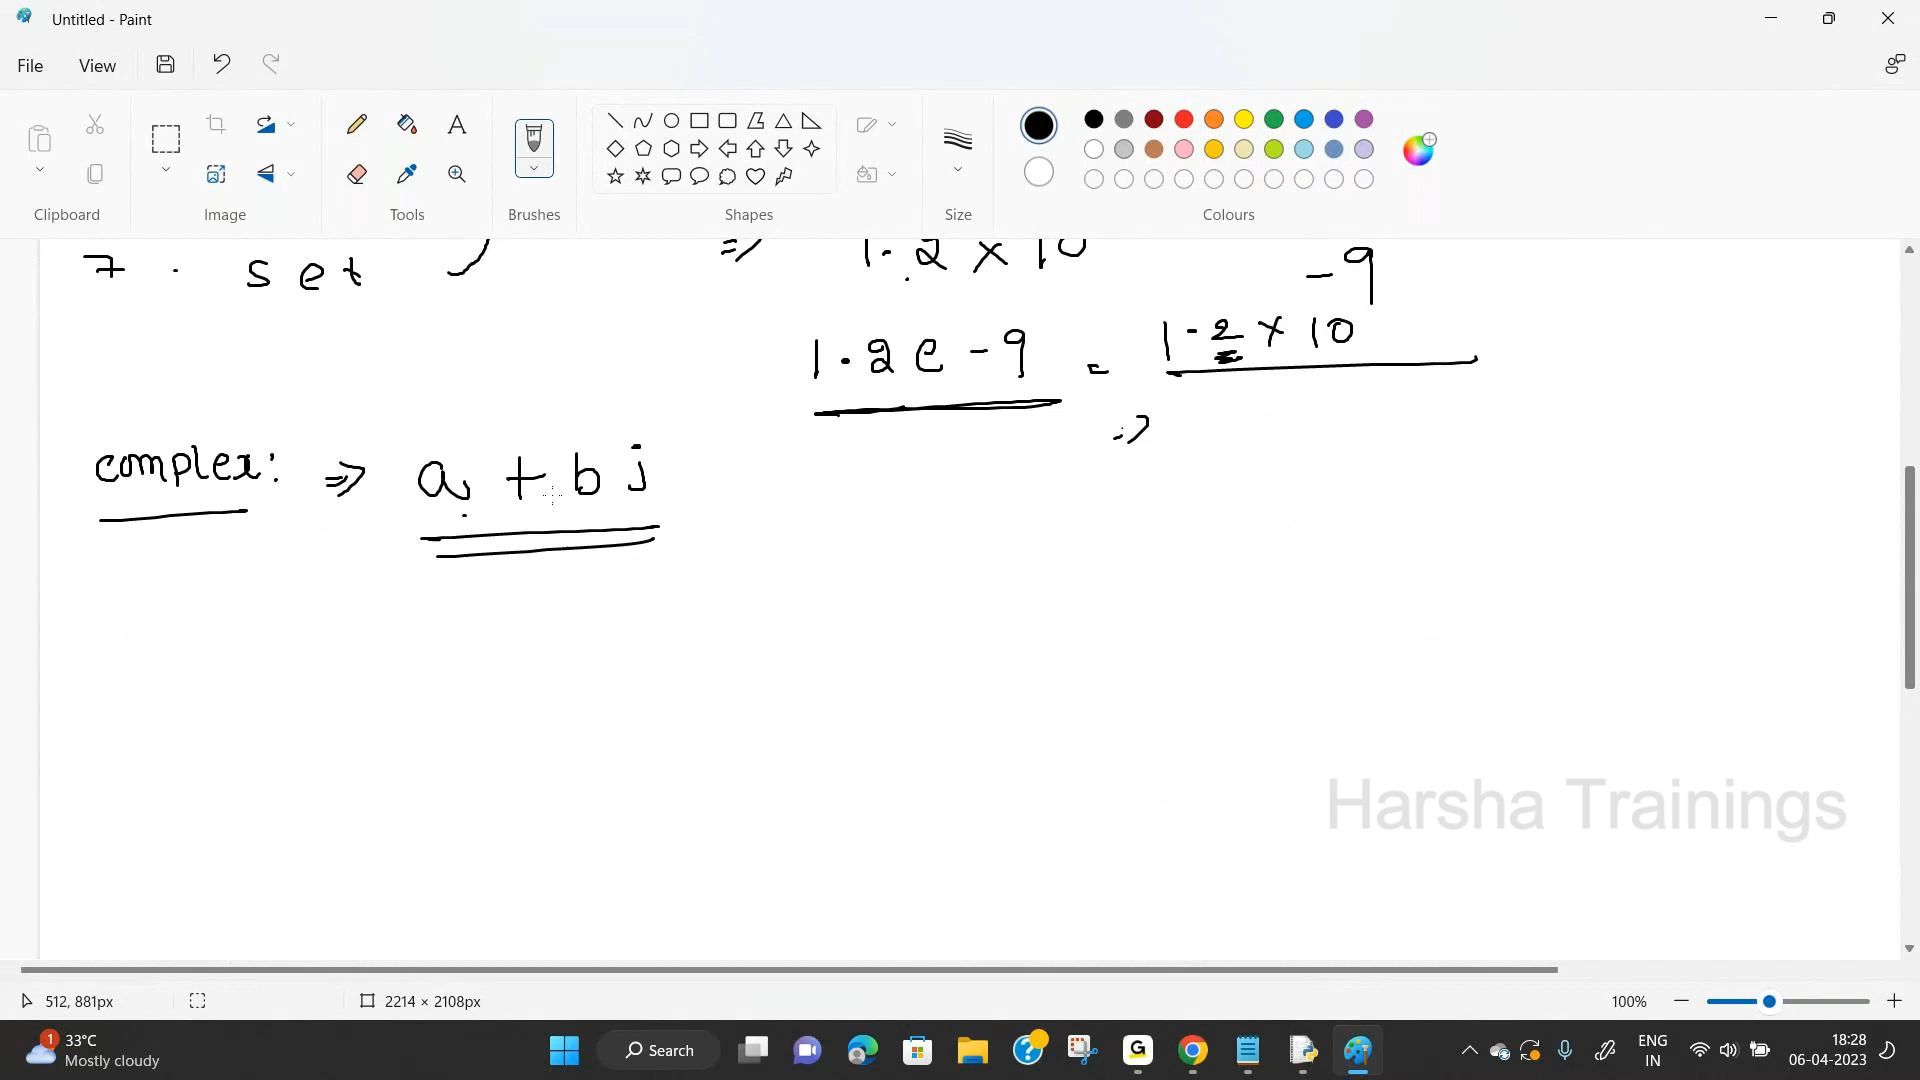 Untitled - Paint
File View
Clipboard Image Tools Brushes Shapes Size Colours
7 . set
=> 1.2 x 10
-9
1.2e-9 = 1.2 x 10
=>
complex: => a + bj
Harsha Trainings
512, 881px
2214 × 2108px
100%
1
33°C
Mostly cloudy
Search
ENG
IN
18:28
06-04-2023